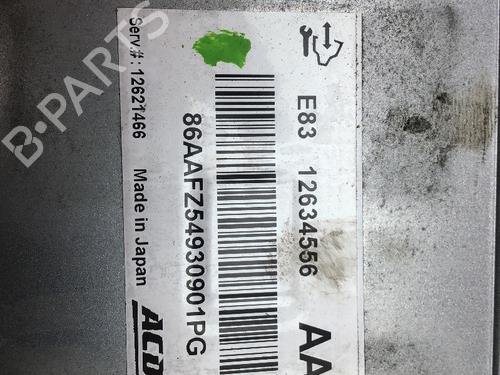 E83 12634556 AA
86AAFZ54930901PG
Serv.#: 12621466 Made in Japan
B-PARTS